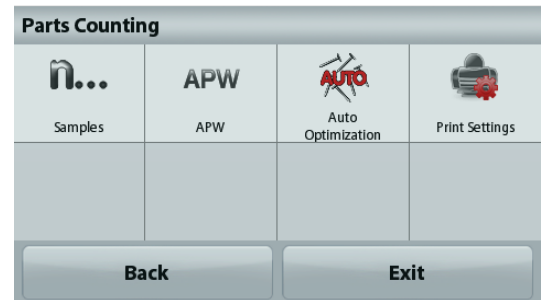 Parts Counting
n...
APW
AUTO
Samples
APW
Auto
Optimization
Print Settings
Back
Exit